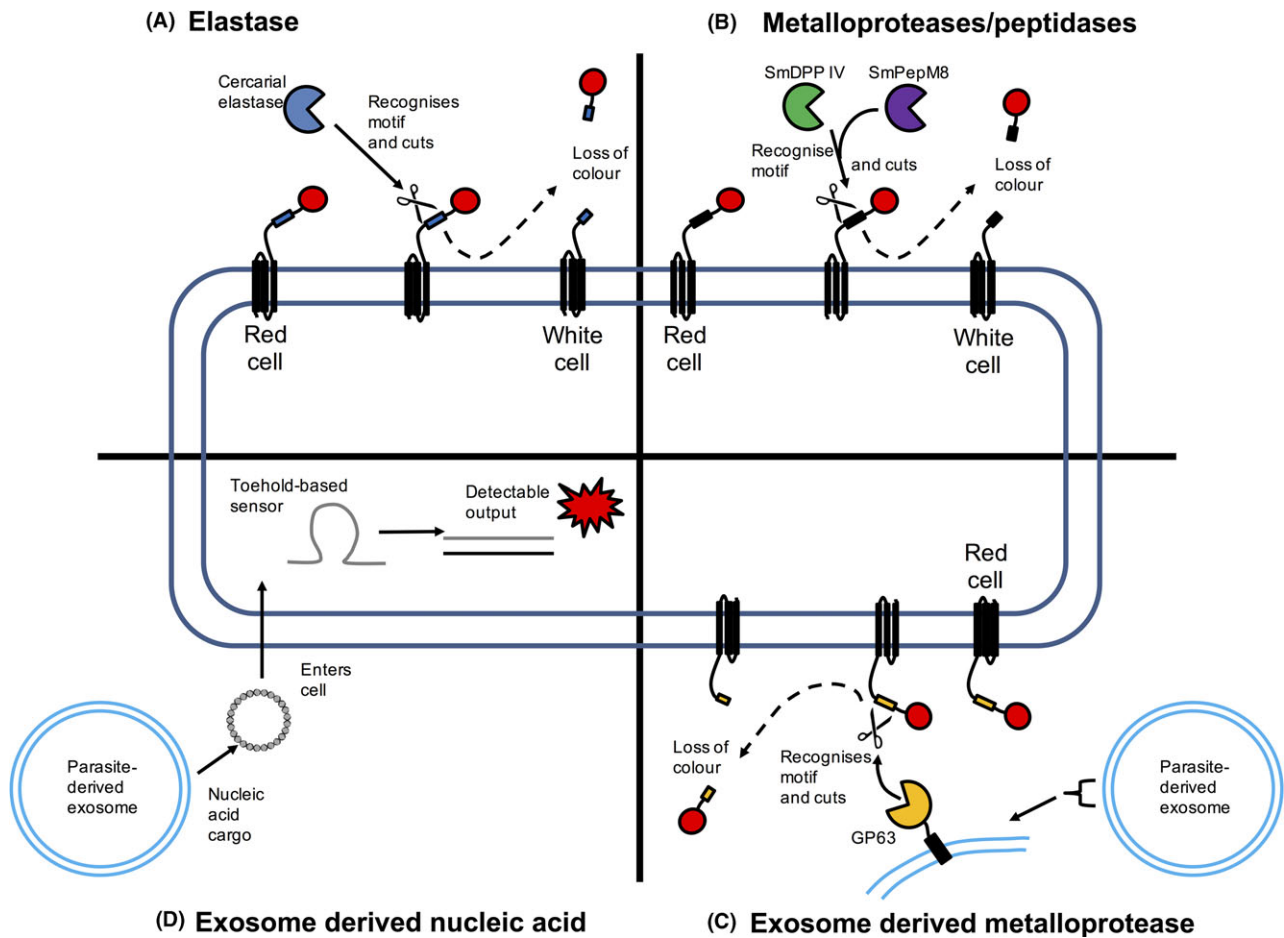 (A) Elastase
Cercarial
elastase
Recognises
motif
and cuts
Loss of
colour
Red
cell
White
cell
(B) Metalloproteases/peptidases
SmDPP IV
SmPepM8
Recognise
motif
and cuts
Loss of
colour
Red
cell
White
cell
Toehold-based
sensor
Detectable
output
Enters
cell
Parasite-
derived
exosome
Nucleic
acid
cargo
(D) Exosome derived nucleic acid
Red
cell
Loss of
colour
Recognises
motif
and cuts
GP63
Parasite-
derived
exosome
(C) Exosome derived metalloprotease